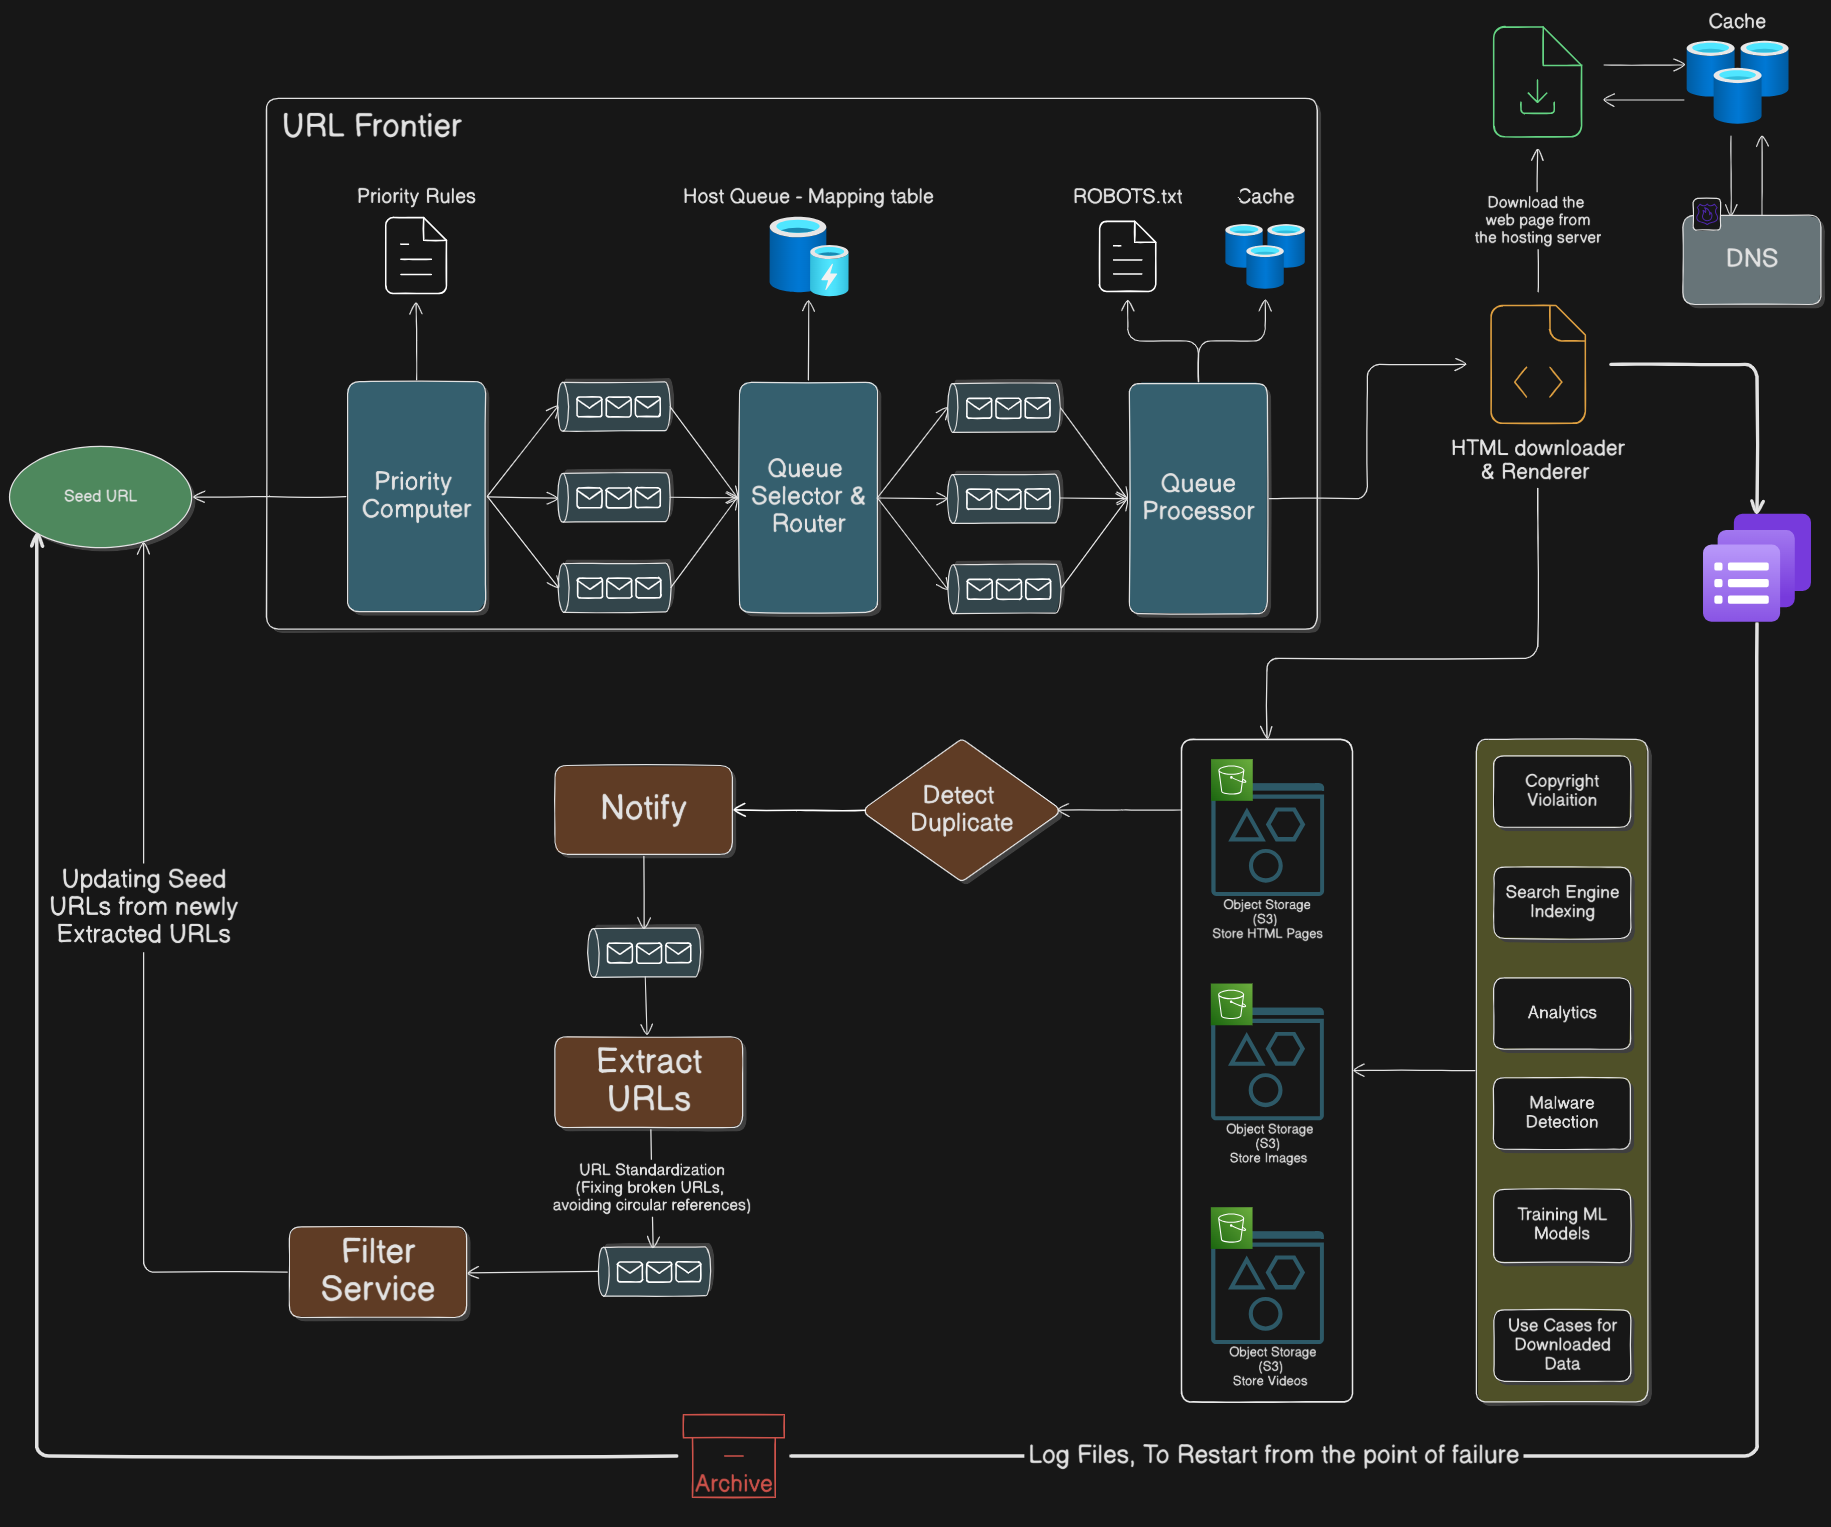 Cache
URL Frontier
Priority Rules
Host Queue - Mapping table
ROBOTS.txt
Cache
Download the
web page from
the hosting server
DNS
Seed URL
Priority
Computer
Queue
Selector &
Router
Queue
Processor
HTML downloader
& Renderer
Notify
Detect
Duplicate
Object Storage
(S3)
Store HTML Pages
Copyright
Violaition
Search Engine
Indexing
Updating Seed
URLs from newly
Extracted URLs
Analytics
Extract
URLs
Malware
Detection
Object Storage
(S3)
Store Images
URL Standardization
(Fixing broken URLs,
avoiding circular references)
Training ML
Models
Filter
Service
Object Storage
(S3)
Store Videos
Use Cases for
Downloaded
Data
Archive
Log Files, To Restart from the point of failure